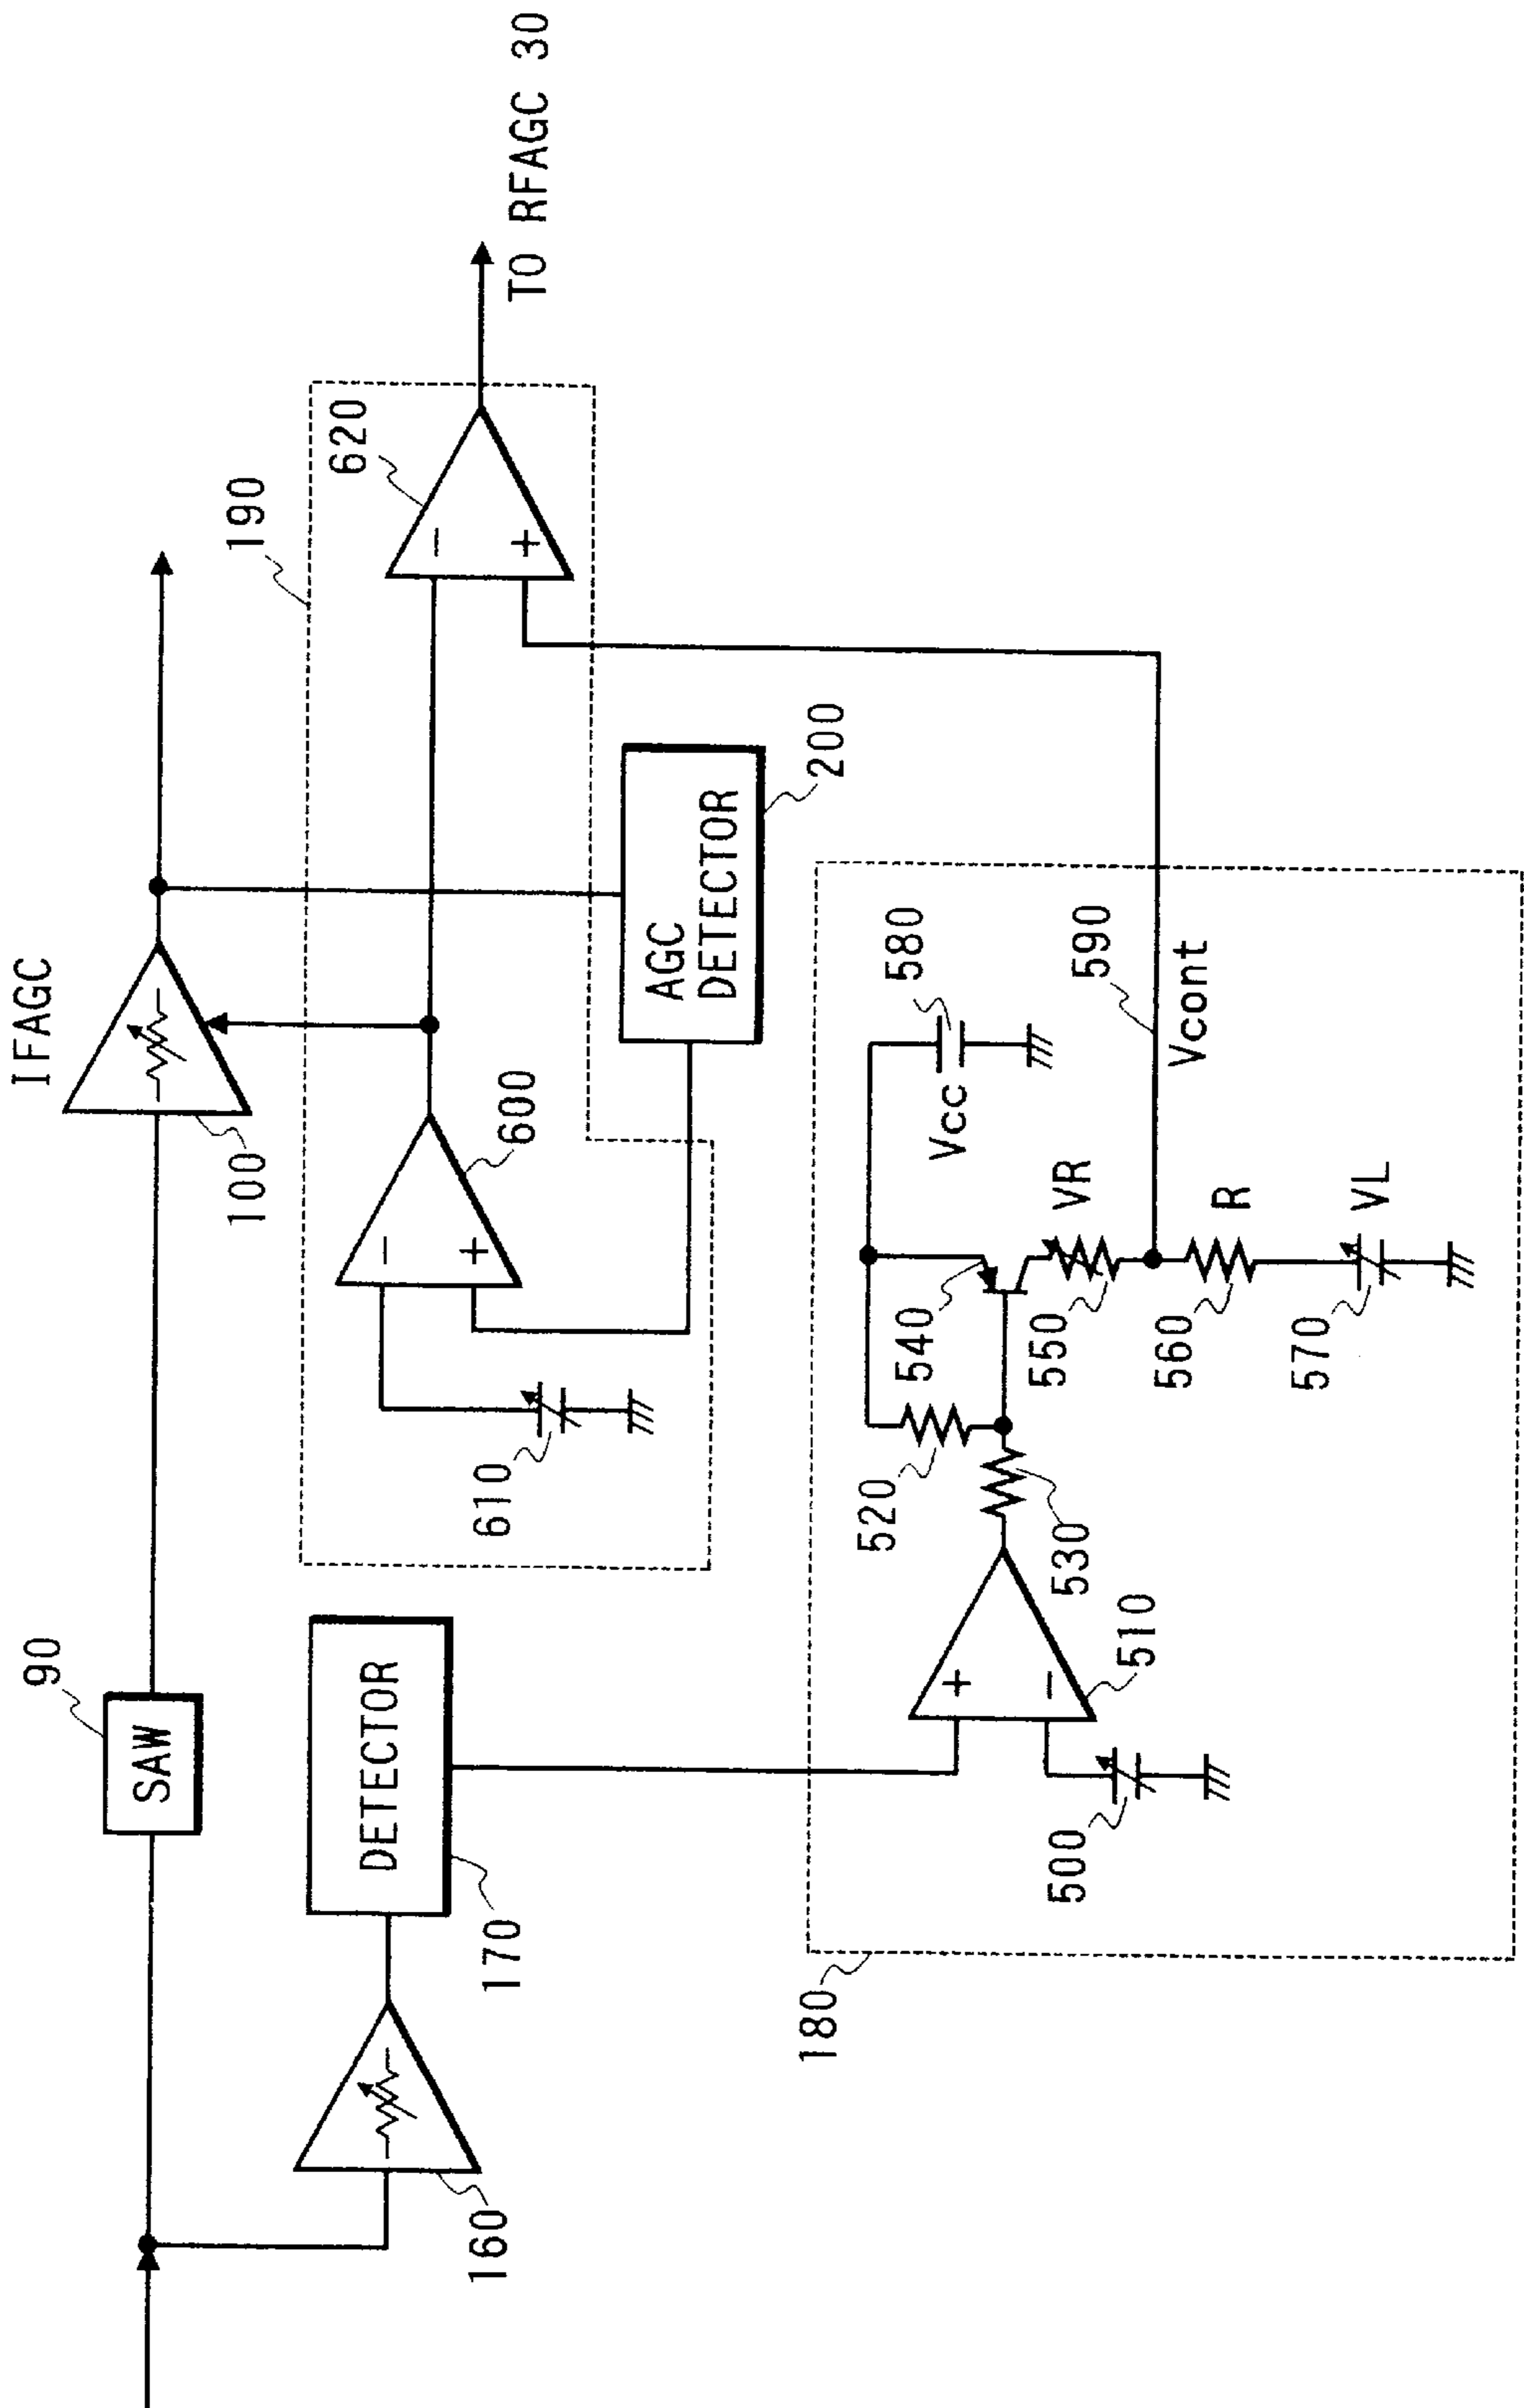 IFAGC
90
SAW
100
190
620
TO RFAGC 30
600
610
DETECTOR
170
160
AGC
DETECTOR
200
180
580
Vcc
540
520
530
VR
550
590
Vcont
R
560
VL
570
510
500
+
−
−
+
−
+